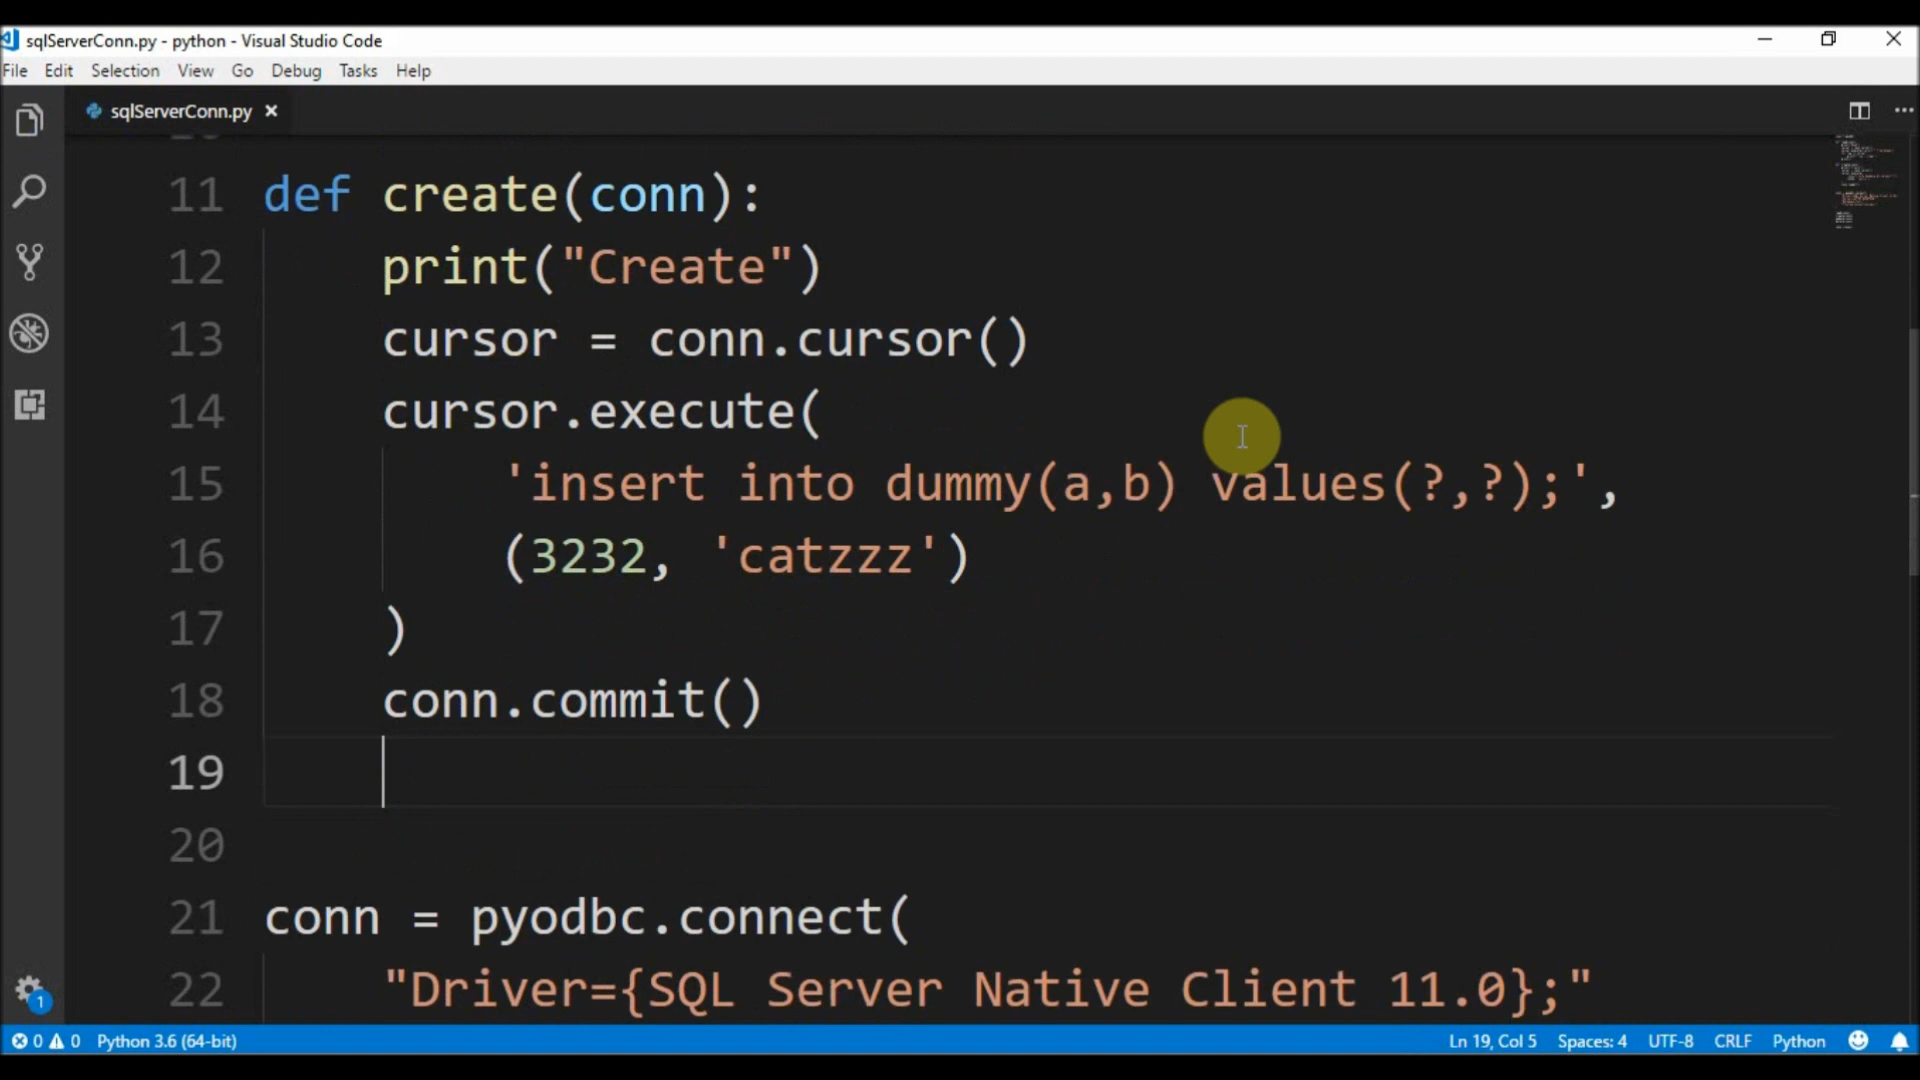 sqlServerConn.py - python - Visual Studio Code
File Edit Selection View Go Debug Tasks Help
sqlServerConn.py
11 def create(conn):
12 print("Create")
13 cursor = conn.cursor()
14 cursor.execute(
15 'insert into dummy(a,b) values(?,?);',
16 (3232, 'catzzz')
17 )
18 conn.commit()
19
20
21 conn = pyodbc.connect(
22 "Driver={SQL Server Native Client 11.0};"
1
0 0 Python 3.6 (64-bit) Ln 19, Col 5 Spaces: 4 UTF-8 CRLF Python